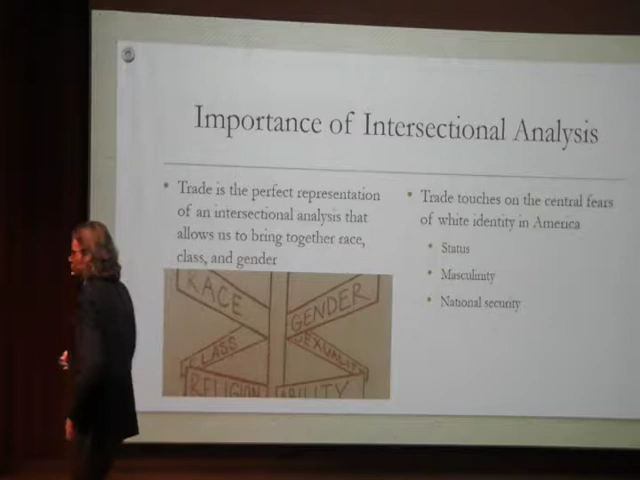 Importance of Intersectional Analysis
Trade is the perfect representation
of an intersectional analysis that
allows us to bring together race,
class, and gender
Trade touches on the central fears
of white identity in America
Status
Masculinity
National security
RACE
GENDER
CLASS
SEXUALITY
RELIGION
ABILITY